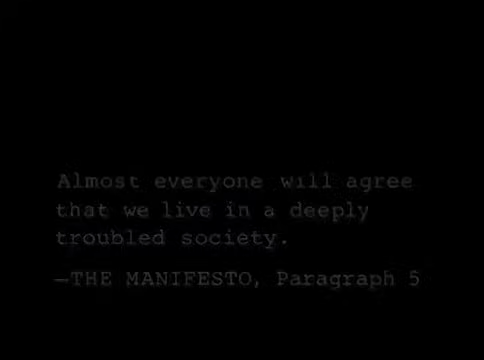 Almost everyone will agree
that we live in a deeply
troubled society.
—THE MANIFESTO, Paragraph 5